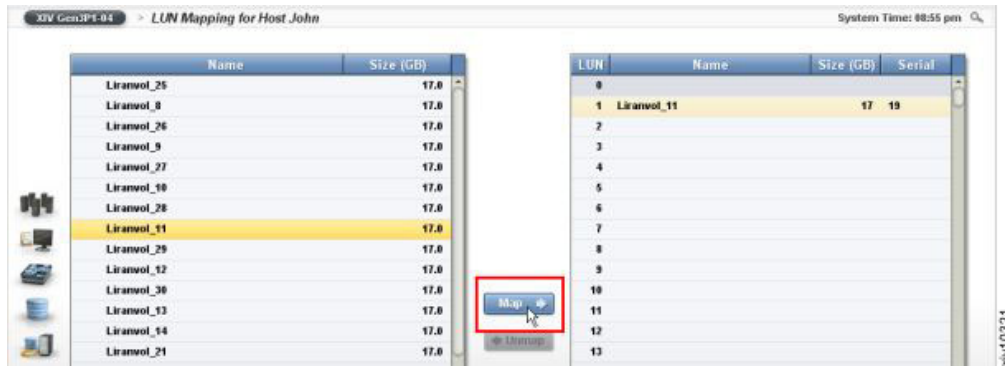 XIV Gen3P1-04 > LUN Mapping for Host John System Time: 08:55 pm
Name Size (GB)
Liranvol_25 17.0
Liranvol_8 17.0
Liranvol_26 17.0
Liranvol_9 17.0
Liranvol_27 17.0
Liranvol_10 17.0
Liranvol_28 17.0
Liranvol_11 17.0
Liranvol_29 17.0
Liranvol_12 17.0
Liranvol_30 17.0
Liranvol_13 17.0
Liranvol_14 17.0
Liranvol_21 17.0
Map
Unmap
LUN Name Size (GB) Serial
0
1 Liranvol_11 17 19
2
3
4
5
6
7
8
9
10
11
12
13
xiv10321